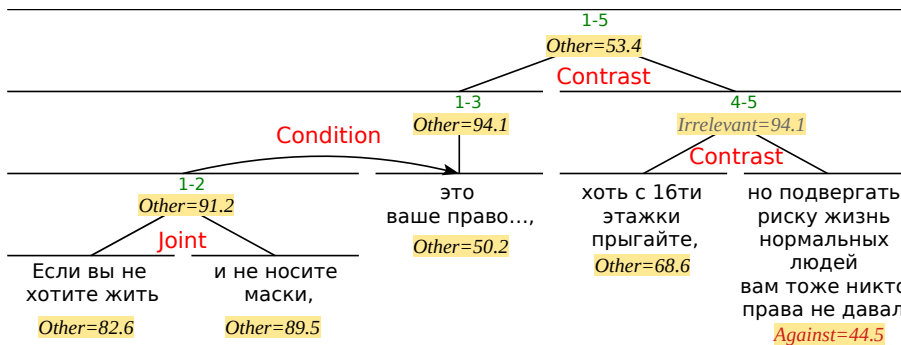 1-5
Other=53.4
Contrast
1-3
Other=94.1
4-5
Irrelevant=94.1
Condition
Contrast
1-2
Other=91.2
Joint
это
ваше право...,
Other=50.2
хоть с 16ти
этажки
прыгайте,
Other=68.6
но подвергать
риску жизнь
нормальных
людей
вам тоже никто
права не давал
Against=44.5
Если вы не
хотите жить
Other=82.6
и не носите
маски,
Other=89.5